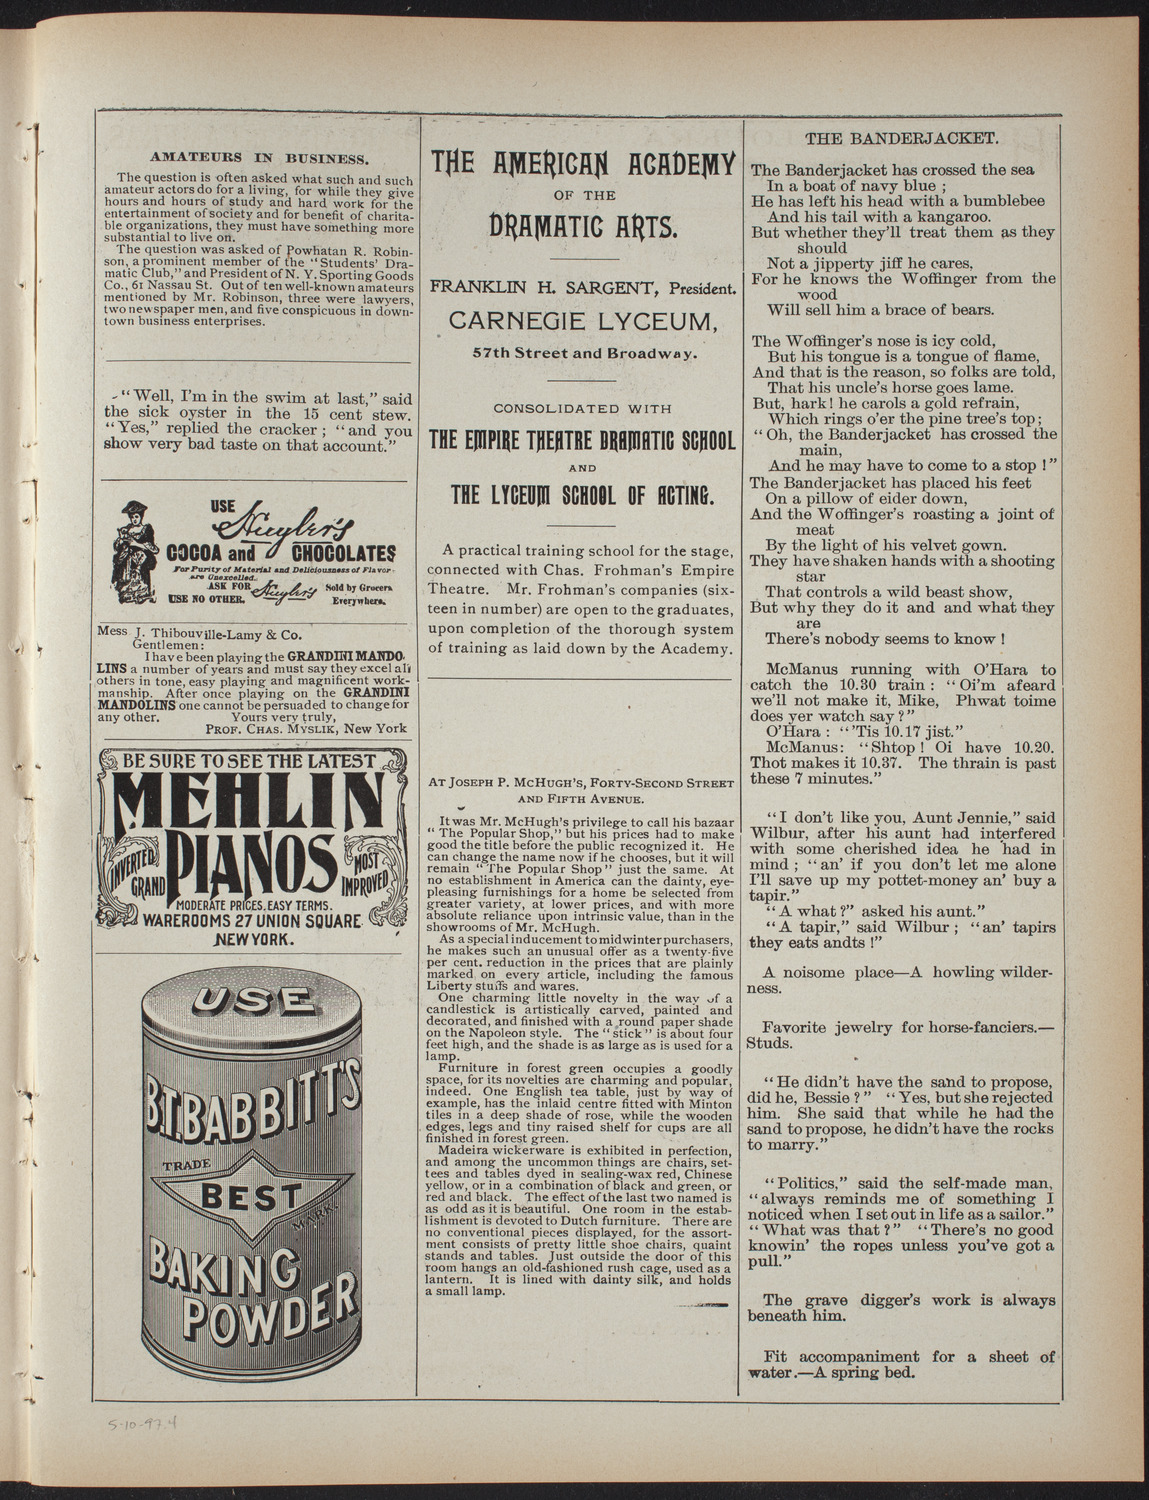 AMATEURS IN BUSINESS.
The question is often asked what such and such
amateur actors do for a living, for while they give
hours and hours of study and hard work for the
entertainment of society and for benefit of charita-
ble organizations, they must have something more
substantial to live on.
The question was asked of Powhatan R. Robin-
son, a prominent member of the "Students' Dra-
matic Club," and President of N. Y. Sporting Goods
Co., 61 Nassau St. Out of ten well-known amateurs
mentioned by Mr. Robinson, three were lawyers,
two newspaper men, and five conspicuous in down-
town business enterprises.
"Well, I'm in the swim at last," said
the sick oyster in the 15 cent stew.
"Yes," replied the cracker; "and you
show very bad taste on that account."
USE Huyler's
COCOA and CHOCOLATES
For Purity of Material and Deliciousness of Flavor
are Unexcelled.
ASK FOR Huyler's Sold by Grocers
USE NO OTHER. Everywhere.
Mess J. Thibouville-Lamy & Co.
Gentlemen:
I have been playing the GRANDINI MANDO-
LINS a number of years and must say they excel all
others in tone, easy playing and magnificent work-
manship. After once playing on the GRANDINI
MANDOLINS one cannot be persuaded to change for
any other. Yours very truly,
PROF. CHAS. MYSLIK, New York
BE SURE TO SEE THE LATEST
MEHLIN
PIANOS
INVERTED GRAND
MOST IMPROVED
MODERATE PRICES, EASY TERMS.
WAREROOMS 27 UNION SQUARE
NEW YORK.
USE
B.T. BABBITT'S
TRADE
BEST
MARK.
BAKING
POWDER
5-10-97.4
THE AMERICAN ACADEMY
OF THE
DRAMATIC ARTS.
FRANKLIN H. SARGENT, President.
CARNEGIE LYCEUM,
57th Street and Broadway.
CONSOLIDATED WITH
THE EMPIRE THEATRE DRAMATIC SCHOOL
AND
THE LYCEUM SCHOOL OF ACTING.
A practical training school for the stage,
connected with Chas. Frohman's Empire
Theatre. Mr. Frohman's companies (six-
teen in number) are open to the graduates,
upon completion of the thorough system
of training as laid down by the Academy.
AT JOSEPH P. MCHUGH'S, FORTY-SECOND STREET
AND FIFTH AVENUE.
It was Mr. McHugh's privilege to call his bazaar
"The Popular Shop," but his prices had to make
good the title before the public recognized it. He
can change the name now if he chooses, but it will
remain "The Popular Shop" just the same. At
no establishment in America can the dainty, eye-
pleasing furnishings for a home be selected from
greater variety, at lower prices, and with more
absolute reliance upon intrinsic value, than in the
showrooms of Mr. McHugh.
As a special inducement to midwinter purchasers,
he makes such an unusual offer as a twenty-five
per cent. reduction in the prices that are plainly
marked on every article, including the famous
Liberty stuffs and wares.
One charming little novelty in the way of a
candlestick is artistically carved, painted and
decorated, and finished with a round paper shade
on the Napoleon style. The "stick" is about four
feet high, and the shade is as large as is used for a
lamp.
Furniture in forest green occupies a goodly
space, for its novelties are charming and popular,
indeed. One English tea table, just by way of
example, has the inlaid centre fitted with Minton
tiles in a deep shade of rose, while the wooden
edges, legs and tiny raised shelf for cups are all
finished in forest green.
Madeira wickerware is exhibited in perfection,
and among the uncommon things are chairs, set-
tees and tables dyed in sealing-wax red, Chinese
yellow, or in a combination of black and green, or
red and black. The effect of the last two named is
as odd as it is beautiful. One room in the estab-
lishment is devoted to Dutch furniture. There are
no conventional pieces displayed, for the assort-
ment consists of pretty little shoe chairs, quaint
stands and tables. Just outside the door of this
room hangs an old-fashioned rush cage, used as a
lantern. It is lined with dainty silk, and holds
a small lamp.
THE BANDERJACKET.
The Banderjacket has crossed the sea
In a boat of navy blue;
He has left his head with a bumblebee
And his tail with a kangaroo.
But whether they'll treat them as they
should
Not a jipperty jiff he cares,
For he knows the Woffinger from the
wood
Will sell him a brace of bears.
The Woffinger's nose is icy cold,
But his tongue is a tongue of flame,
And that is the reason, so folks are told,
That his uncle's horse goes lame.
But, hark! he carols a gold refrain,
Which rings o'er the pine tree's top;
"Oh, the Banderjacket has crossed the
main,
And he may have to come to a stop!"
The Banderjacket has placed his feet
On a pillow of eider down,
And the Woffinger's roasting a joint of
meat
By the light of his velvet gown.
They have shaken hands with a shooting
star
That controls a wild beast show,
But why they do it and and what they
are
There's nobody seems to know!
McManus running with O'Hara to
catch the 10.30 train: "Oi'm afeard
we'll not make it, Mike, Phwat toime
does yer watch say?"
O'Hara: "'Tis 10.17 jist."
McManus: "Shtop! Oi have 10.20.
Thot makes it 10.37. The thrain is past
these 7 minutes."
"I don't like you, Aunt Jennie," said
Wilbur, after his aunt had interfered
with some cherished idea he had in
mind; "an' if you don't let me alone
I'll save up my pottet-money an' buy a
tapir."
"A what?" asked his aunt."
"A tapir," said Wilbur; "an' tapirs
they eats andts!"
A noisome place—A howling wilder-
ness.
Favorite jewelry for horse-fanciers.—
Studs.
"He didn't have the sand to propose,
did he, Bessie?" "Yes, but she rejected
him. She said that while he had the
sand to propose, he didn't have the rocks
to marry."
"Politics," said the self-made man,
"always reminds me of something I
noticed when I set out in life as a sailor."
"What was that?" "There's no good
knowin' the ropes unless you've got a
pull."
The grave digger's work is always
beneath him.
Fit accompaniment for a sheet of
water.—A spring bed.